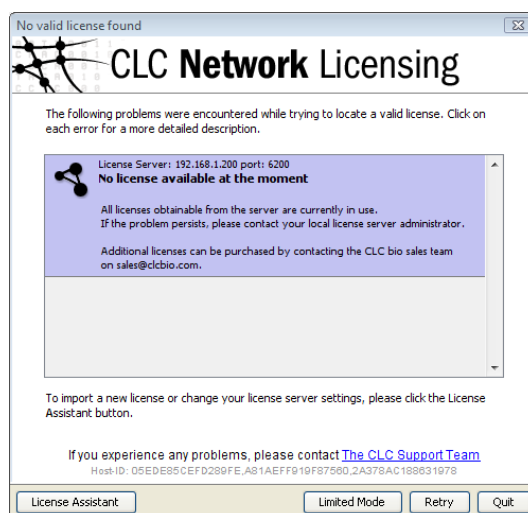 No valid license found
CLC Network Licensing
The following problems were encountered while trying to locate a valid license. Click on
each error for a more detailed description.
License Server: 192.168.1.200 port: 6200
No license available at the moment
All licenses obtainable from the server are currently in use.
If the problem persists, please contact your local license server administrator.
Additional licenses can be purchased by contacting the CLC bio sales team
on sales@clcbio.com.
To import a new license or change your license server settings, please click the License
Assistant button.
If you experience any problems, please contact The CLC Support Team
Host-ID: 05EDE85CEFD289FE,A81AEFF919F87560,2A378AC188631978
License Assistant
Limited Mode
Retry
Quit